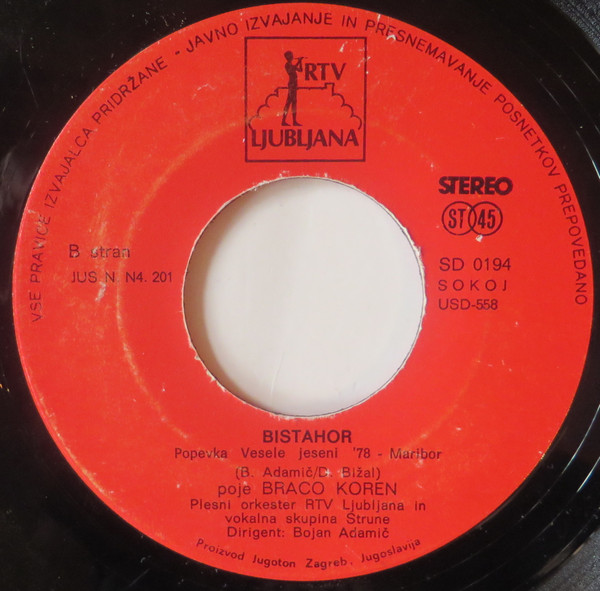 VSE PRAVICE IZVAJALCA PRIDRŽANE - JAVNO IZVAJANJE IN PRESNEMAVANJE POSNETKOV PREPOVEDANO
RTV
LJUBLJANA
STEREO
ST 45
B stran
JUS N. N4. 201
SD 0194
SOKOJ
USD-558
BISTAHOR
Popevka Vesele jeseni '78 - Maribor
(B. Adamič/D. Bižal)
poje BRACO KOREN
Plesni orkester RTV Ljubljana in
vokalna skupina Strune
Dirigent: Bojan Adamič
Proizvod Jugoton Zagreb, Jugoslavija